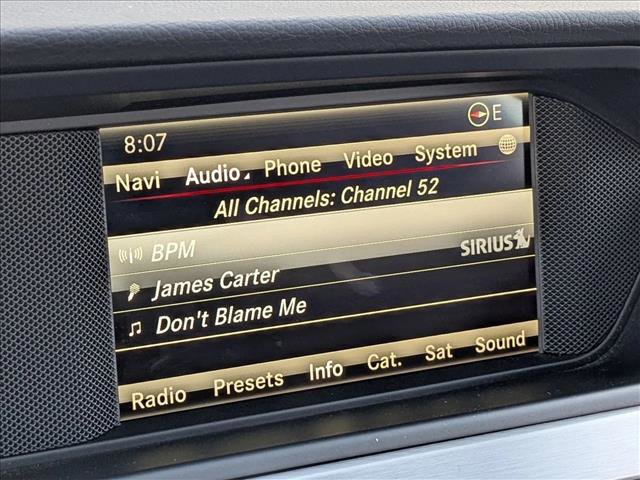 8:07 E
Navi Audio Phone Video System
All Channels: Channel 52
BPM SIRIUS
James Carter
Don't Blame Me
Radio Presets Info Cat. Sat Sound